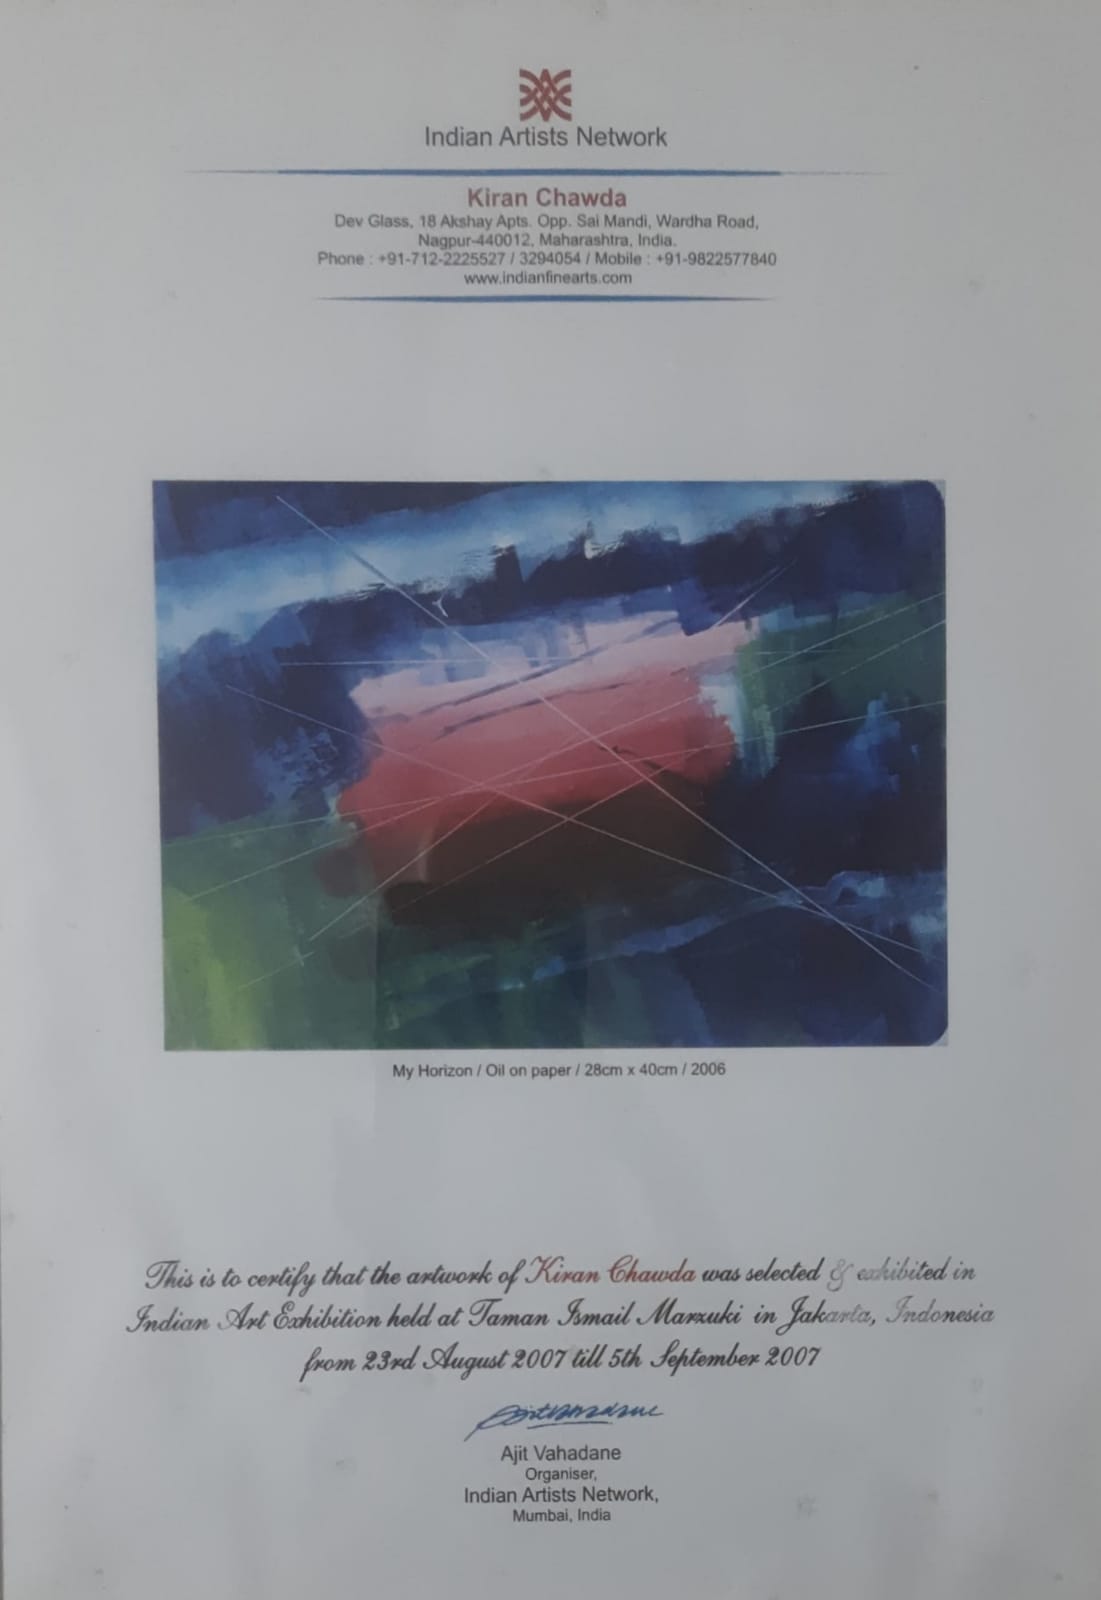 Indian Artists Network
Kiran Chawda
Dev Glass, 18 Akshay Apts. Opp. Sai Mandi, Wardha Road,
Nagpur-440012, Maharashtra, India.
Phone : +91-712-2225527 / 3294054 / Mobile : +91-9822577840
www.indianfinearts.com
My Horizon / Oil on paper / 28cm x 40cm / 2006
This is to certify that the artwork of Kiran Chawda was selected & exhibited in
Indian Art Exhibition held at Taman Ismail Marzuki in Jakarta, Indonesia
from 23rd August 2007 till 5th September 2007
Ajit Vahadane
Organiser,
Indian Artists Network,
Mumbai, India